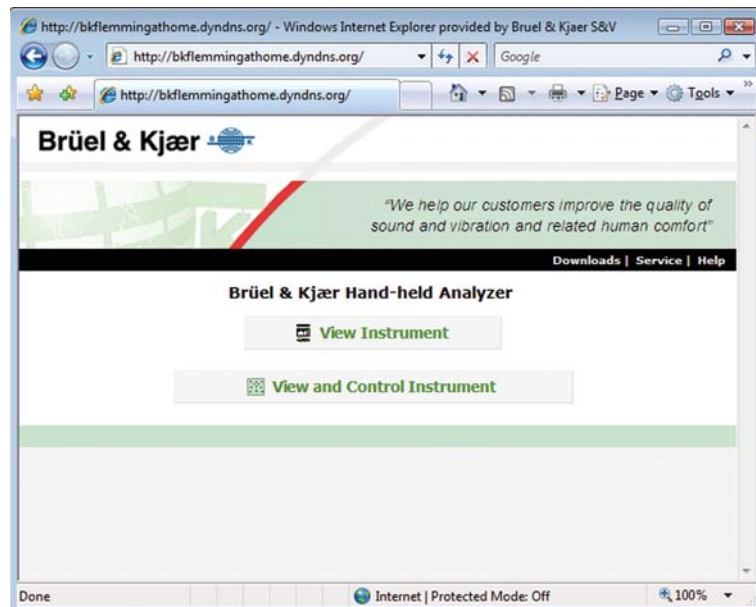 http://bkflemmingathome.dyndns.org/ - Windows Internet Explorer provided by Bruel & Kjaer S&V
http://bkflemmingathome.dyndns.org/ Google
http://bkflemmingathome.dyndns.org/ Page Tools
Brüel & Kjær
"We help our customers improve the quality of
sound and vibration and related human comfort"
Downloads | Service | Help
Brüel & Kjær Hand-held Analyzer
View Instrument
View and Control Instrument
Done Internet | Protected Mode: Off 100%